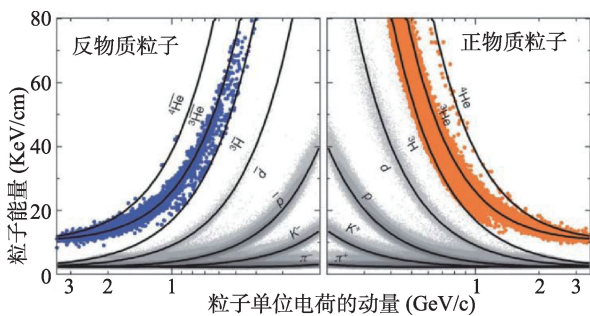 反物质粒子
正物质粒子
粒子能量 (KeV/cm)
80
60
40
20
0
⁴H̅e̅
³H̅e̅
³H̅
d̅
p̅
K⁻
π⁻
⁴He
³He
³H
d
p
K⁺
π⁺
3 2 1 1 2 3
粒子单位电荷的动量 (GeV/c)